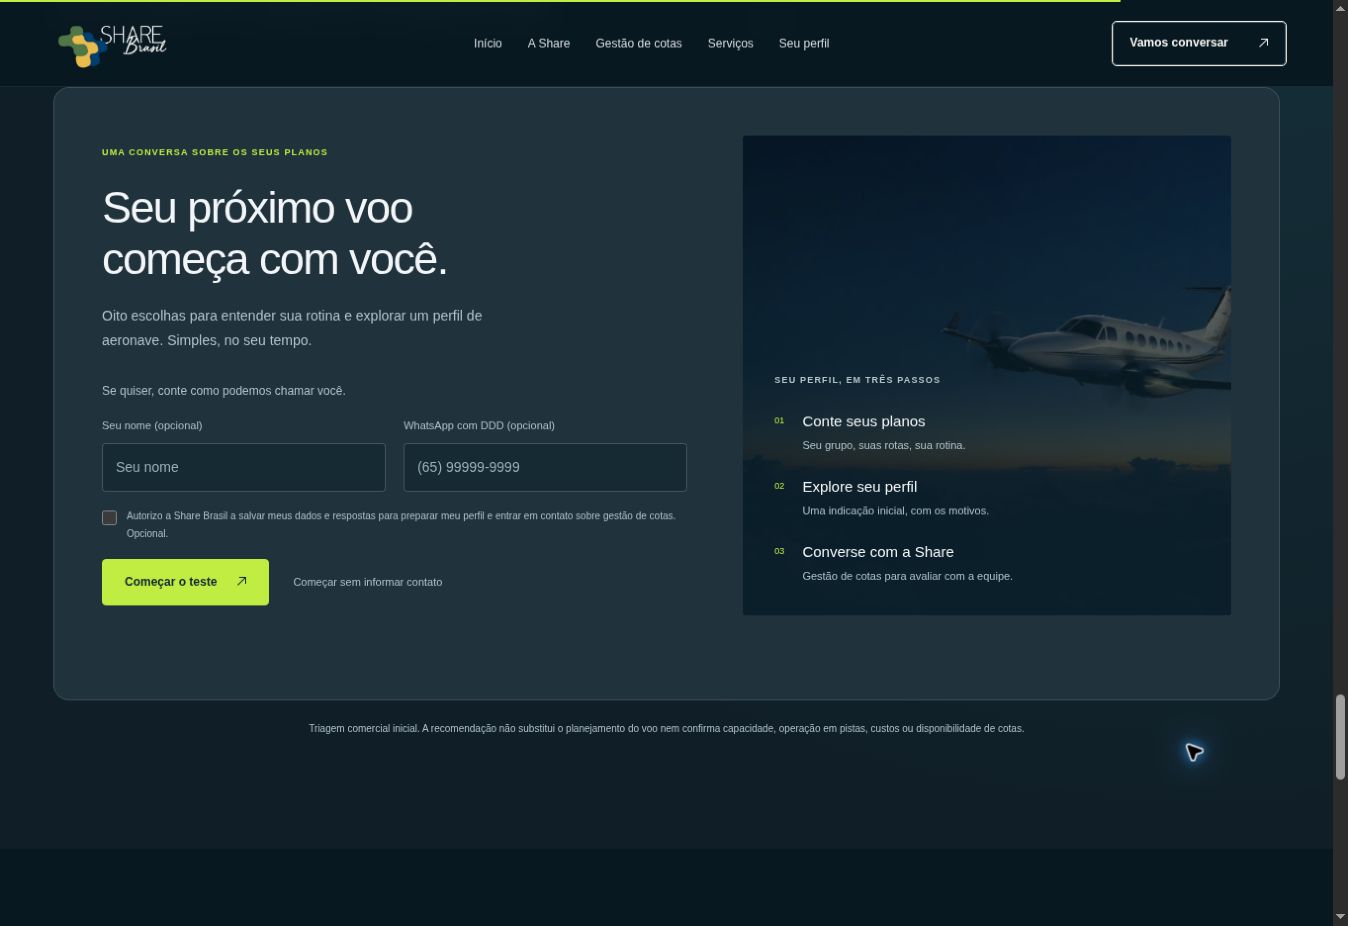 SHARE
Brasil
Início
A Share
Gestão de cotas
Serviços
Seu perfil
Vamos conversar
UMA CONVERSA SOBRE OS SEUS PLANOS
Seu próximo voo
começa com você.
Oito escolhas para entender sua rotina e explorar um perfil de
aeronave. Simples, no seu tempo.
Se quiser, conte como podemos chamar você.
Seu nome (opcional)
WhatsApp com DDD (opcional)
Seu nome
(65) 99999-9999
Autorizo a Share Brasil a salvar meus dados e respostas para preparar meu perfil e entrar em contato sobre gestão de cotas.
Opcional.
Começar o teste
Começar sem informar contato
SEU PERFIL, EM TRÊS PASSOS
01 Conte seus planos
Seu grupo, suas rotas, sua rotina.
02 Explore seu perfil
Uma indicação inicial, com os motivos.
03 Converse com a Share
Gestão de cotas para avaliar com a equipe.
Triagem comercial inicial. A recomendação não substitui o planejamento do voo nem confirma capacidade, operação em pistas, custos ou disponibilidade de cotas.